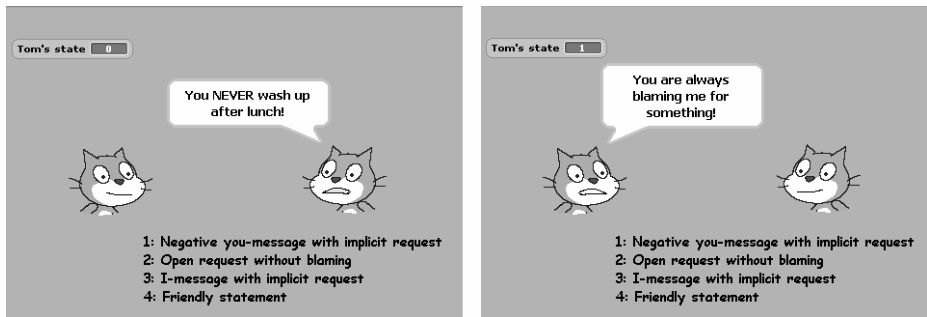 Tom's state 0
You NEVER wash up
after lunch!
1: Negative you-message with implicit request
2: Open request without blaming
3: I-message with implicit request
4: Friendly statement
Tom's state 1
You are always
blaming me for
something!
1: Negative you-message with implicit request
2: Open request without blaming
3: I-message with implicit request
4: Friendly statement